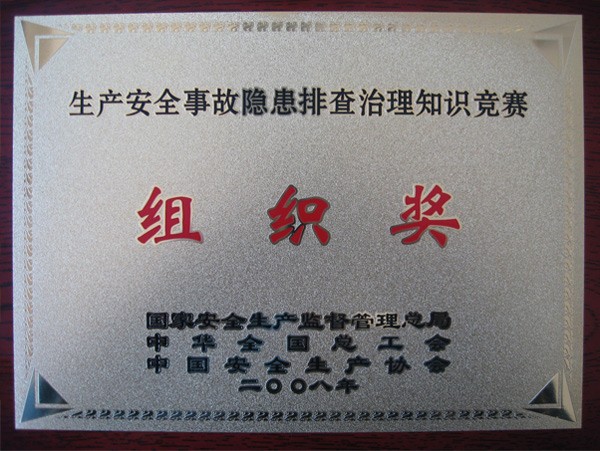 生产安全事故隐患排查治理知识竞赛
组织奖
国家安全生产监督管理总局
中华全国总工会
中国安全生产协会
二〇〇八年